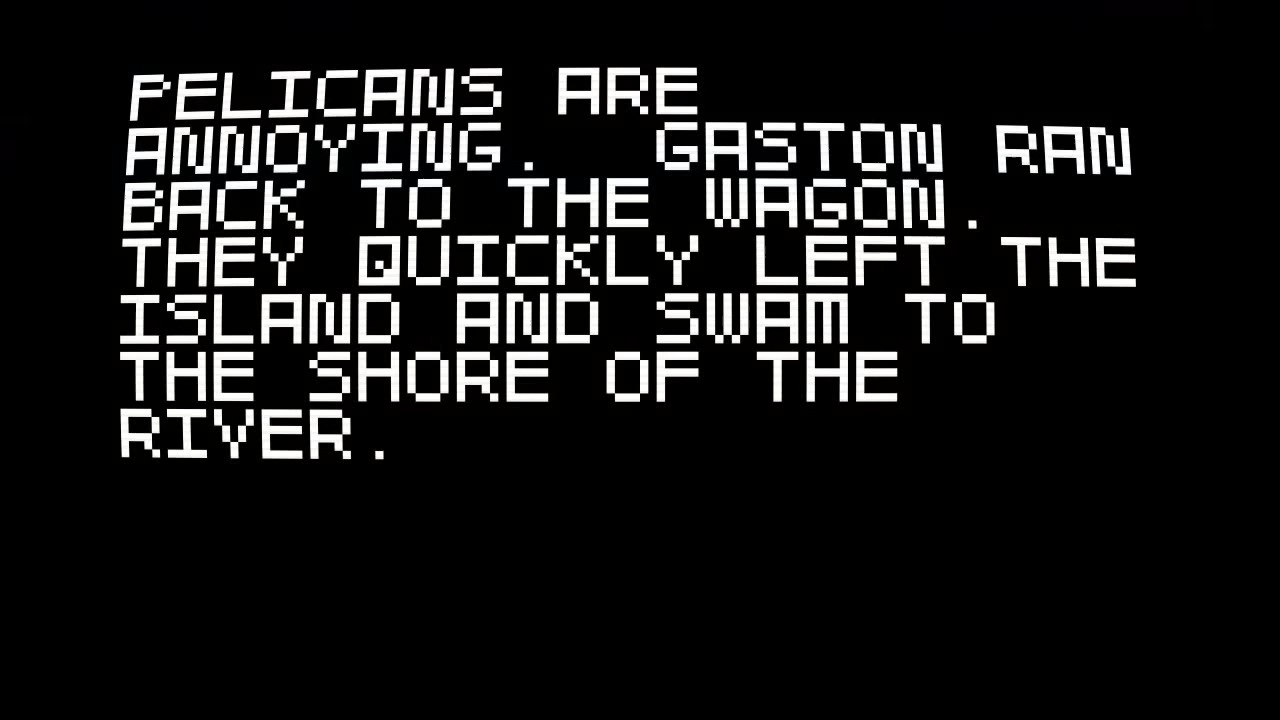 PELICANS ARE
ANNOYING. GASTON RAN
BACK TO THE WAGON.
THEY QUICKLY LEFT THE
ISLAND AND SWAM TO
THE SHORE OF THE
RIVER.